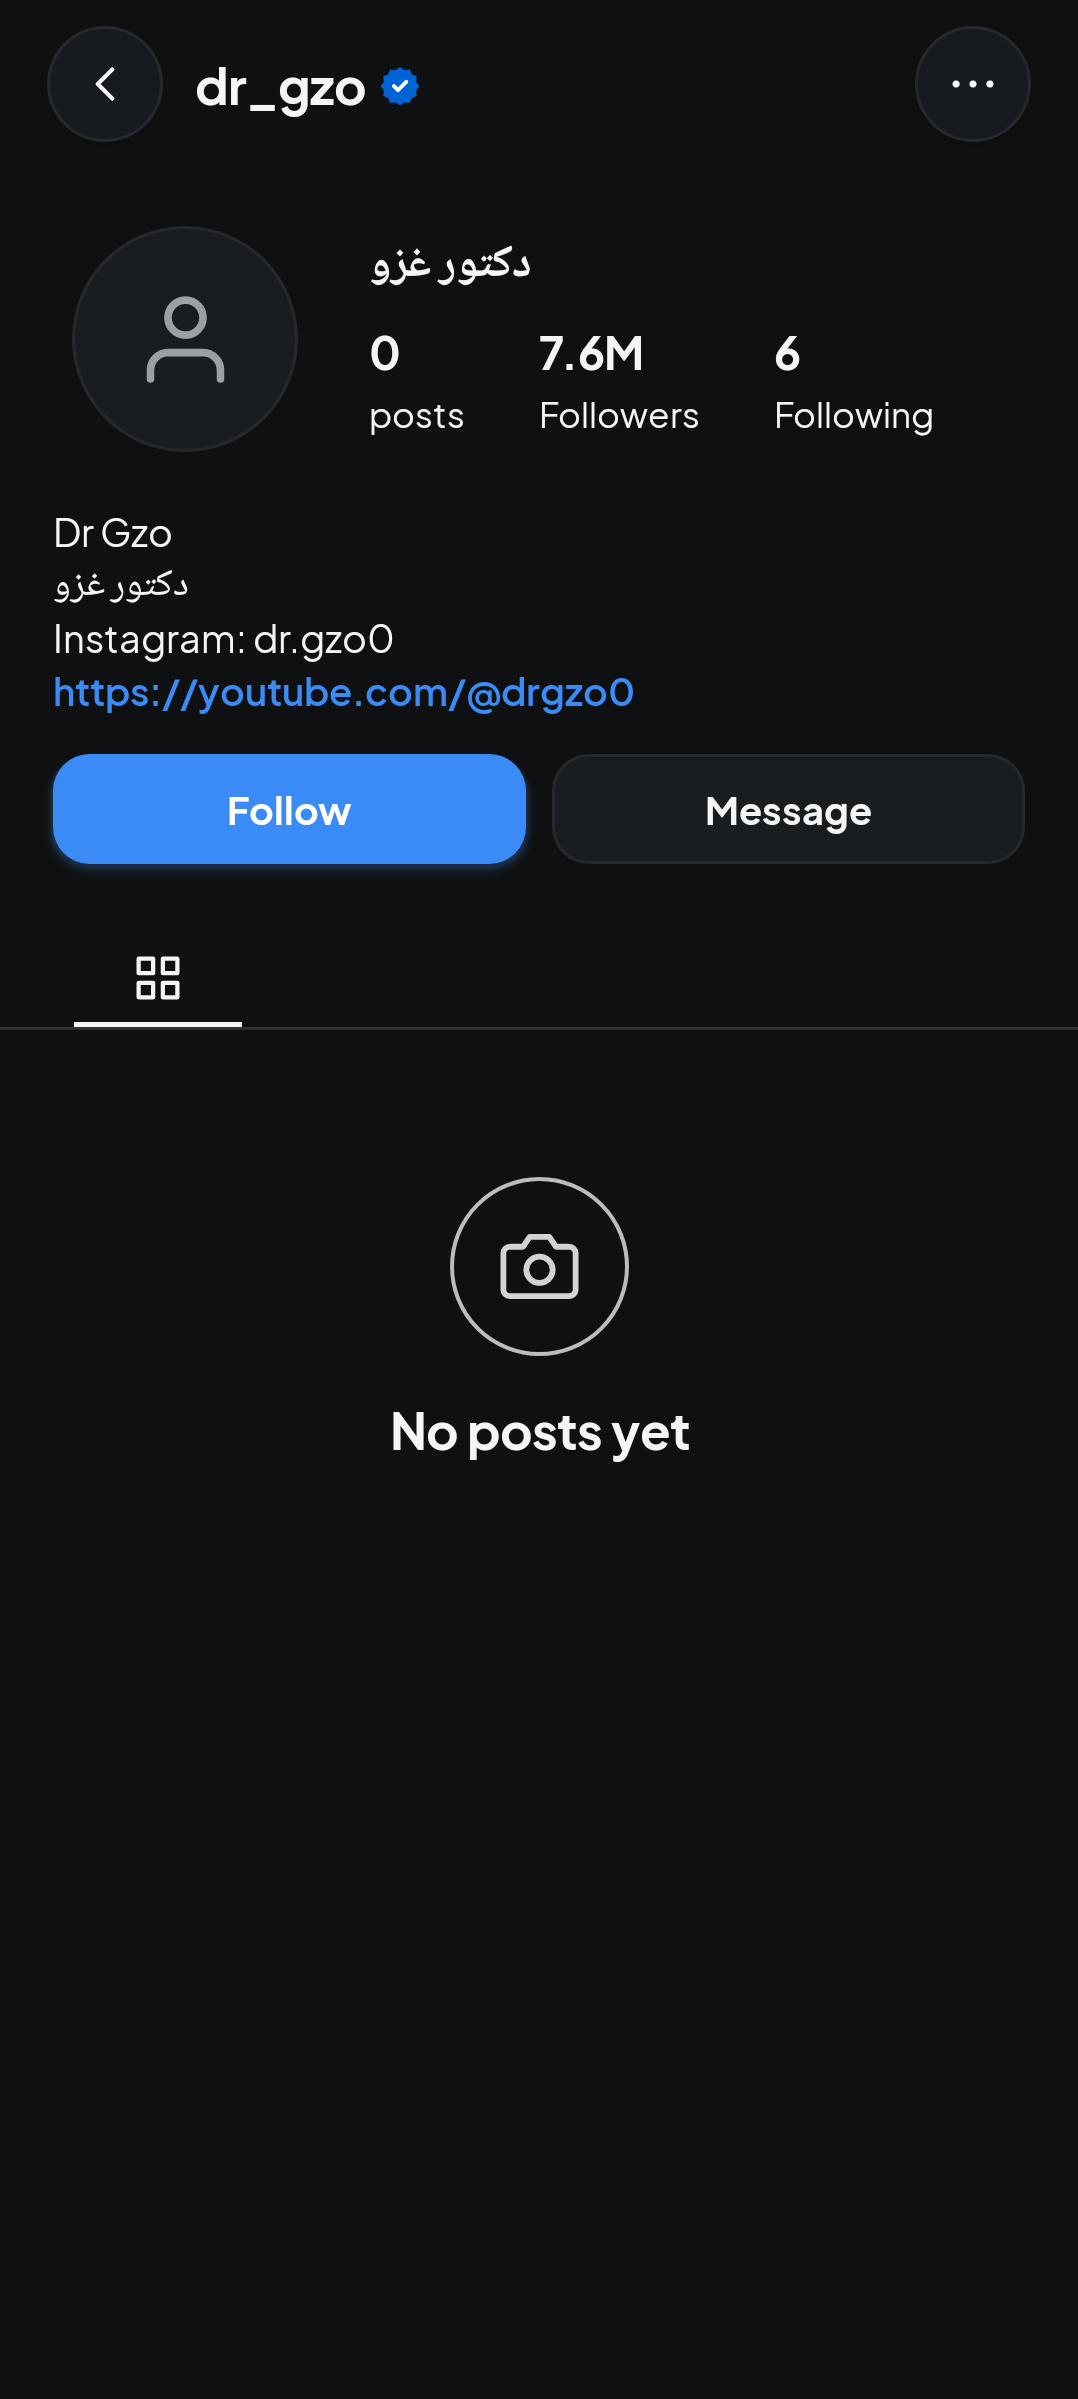 dr_gzo
دكتور غزو
0 7.6M 6
posts Followers Following
Dr Gzo
دكتور غزو
Instagram: dr.gzo0
https://youtube.com/@drgzo0
Follow Message
No posts yet